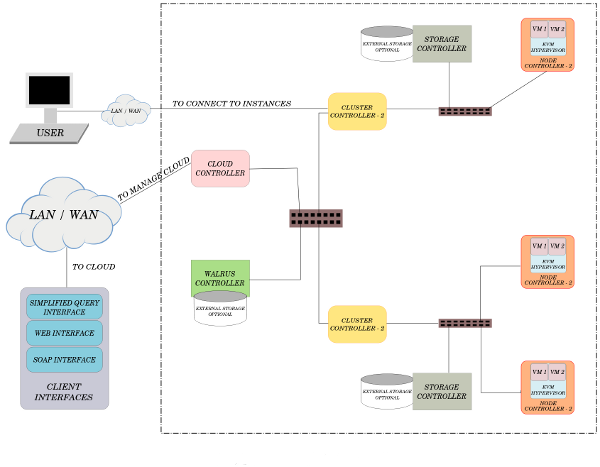 EXTERNAL STORAGE
OPTIONAL
STORAGE
CONTROLLER
VM 1
VM 2
KVM
HYPERVISOR
NODE
CONTROLLER - 2
USER
LAN / WAN
TO CONNECT TO INSTANCES
CLUSTER
CONTROLLER - 2
LAN / WAN
TO MANAGE CLOUD
CLOUD
CONTROLLER
TO CLOUD
WALRUS
CONTROLLER
EXTERNAL STORAGE
OPTIONAL
VM 1
VM 2
KVM
HYPERVISOR
NODE
CONTROLLER - 2
SIMPLIFIED QUERY
INTERFACE
WEB INTERFACE
SOAP INTERFACE
CLIENT
INTERFACES
CLUSTER
CONTROLLER - 2
EXTERNAL STORAGE
OPTIONAL
STORAGE
CONTROLLER
VM 1
VM 2
KVM
HYPERVISOR
NODE
CONTROLLER - 2